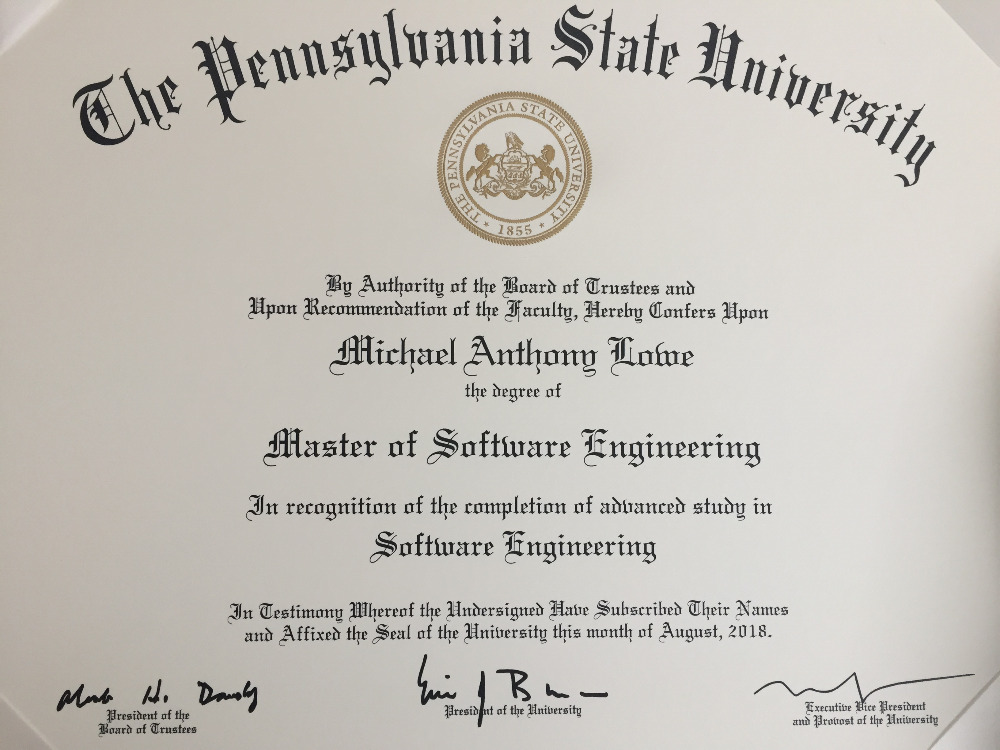 The Pennsylvania State University
THE PENNSYLVANIA STATE UNIVERSITY
* 1855 *
By Authority of the Board of Trustees and
Upon Recommendation of the Faculty, Hereby Confers Upon
Michael Anthony Lowe
the degree of
Master of Software Engineering
In recognition of the completion of advanced study in
Software Engineering
In Testimony Whereof the Undersigned Have Subscribed Their Names
and Affixed the Seal of the University this month of August, 2018.
President of the
Board of Trustees
President of the University
Executive Vice President
and Provost of the University